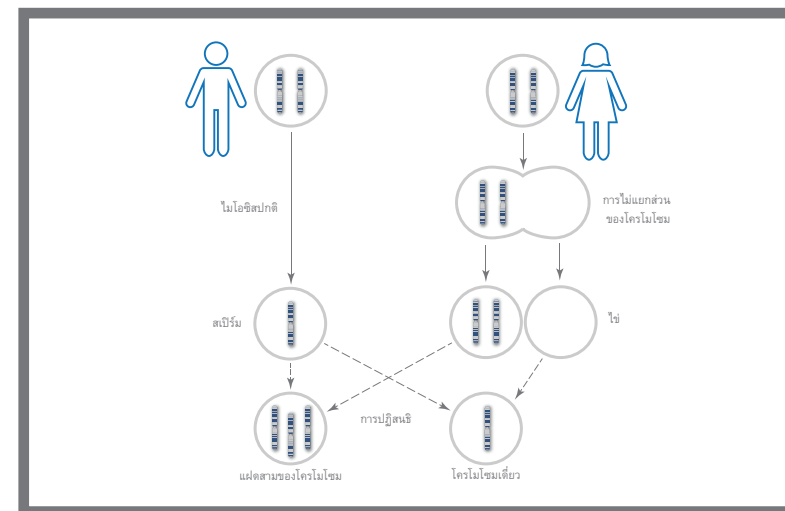 ไมโอซิสปกติ
การไม่แยกส่วน
ของโครโมโซม
สเปิร์ม
ไข่
การปฏิสนธิ
แฝดสามของโครโมโซม
โครโมโซมเดี่ยว